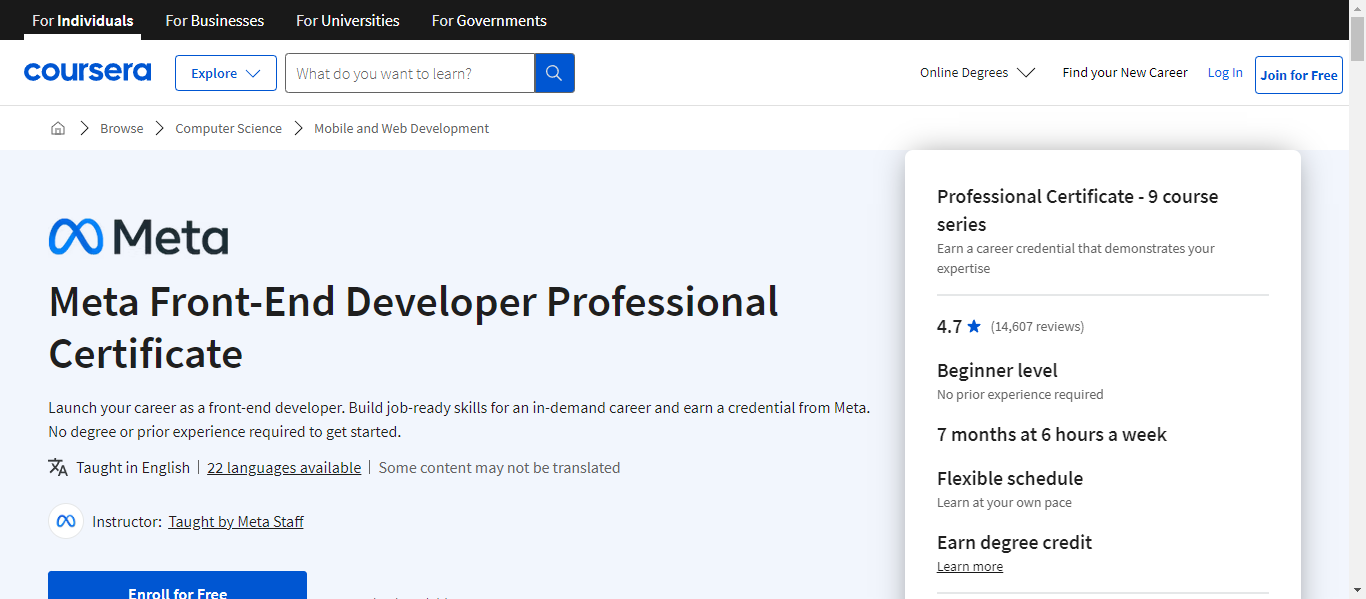 For Individuals For Businesses For Universities For Governments
coursera Explore What do you want to learn? Online Degrees Find your New Career Log In Join for Free
Browse Computer Science Mobile and Web Development
Meta
Meta Front-End Developer Professional
Certificate
Launch your career as a front-end developer. Build job-ready skills for an in-demand career and earn a credential from Meta.
No degree or prior experience required to get started.
Taught in English | 22 languages available | Some content may not be translated
Instructor: Taught by Meta Staff
Enroll for Free
Professional Certificate - 9 course
series
Earn a career credential that demonstrates your
expertise
4.7 (14,607 reviews)
Beginner level
No prior experience required
7 months at 6 hours a week
Flexible schedule
Learn at your own pace
Earn degree credit
Learn more